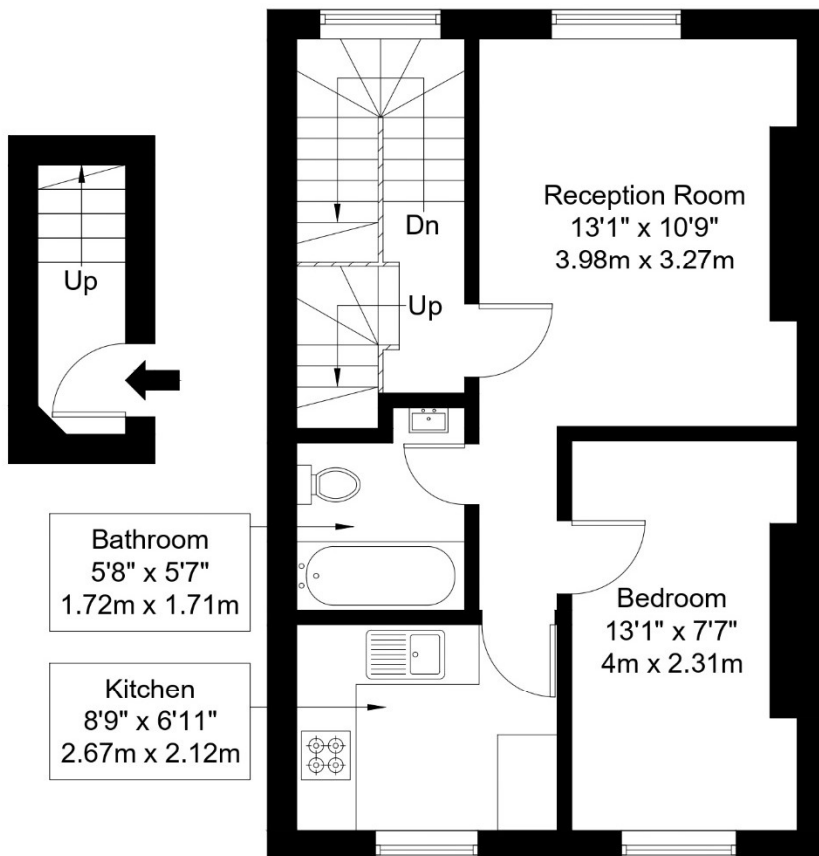 Up
Dn
Up
Reception Room
13'1" x 10'9"
3.98m x 3.27m
Bathroom
5'8" x 5'7"
1.72m x 1.71m
Bedroom
13'1" x 7'7"
4m x 2.31m
Kitchen
8'9" x 6'11"
2.67m x 2.12m